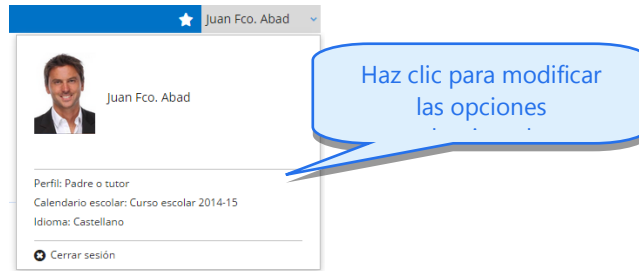 Juan Fco. Abad
Juan Fco. Abad
Haz clic para modificar
las opciones
Perfil: Padre o tutor
Calendario escolar: Curso escolar 2014-15
Idioma: Castellano
Cerrar sesión